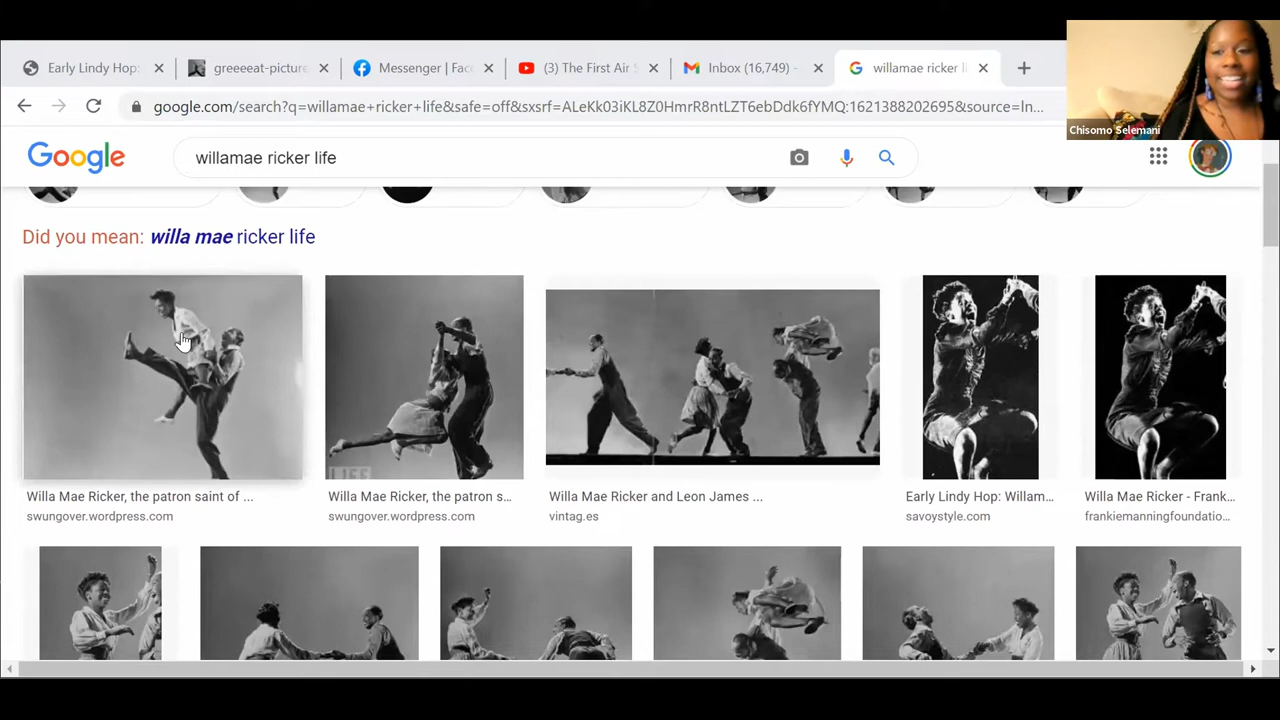 Early Lindy Hop:
greeeeat-picture
Messenger | Face
(3) The First Air S
Inbox (16,749) -
willamae ricker li
google.com/search?q=willamae+ricker+life&safe=off&sxsrf=ALeKk03iKL8Z0HmrR8ntLZT6ebDdk6fYMQ:1621388202695&source=ln...
Chisomo Selemani
Google
willamae ricker life
Did you mean: willa mae ricker life
LIFE
Willa Mae Ricker, the patron saint of ...
swungover.wordpress.com
Willa Mae Ricker, the patron s...
swungover.wordpress.com
Willa Mae Ricker and Leon James ...
vintag.es
Early Lindy Hop: Willam...
savoystyle.com
Willa Mae Ricker - Frank...
frankiemanningfoundatio...